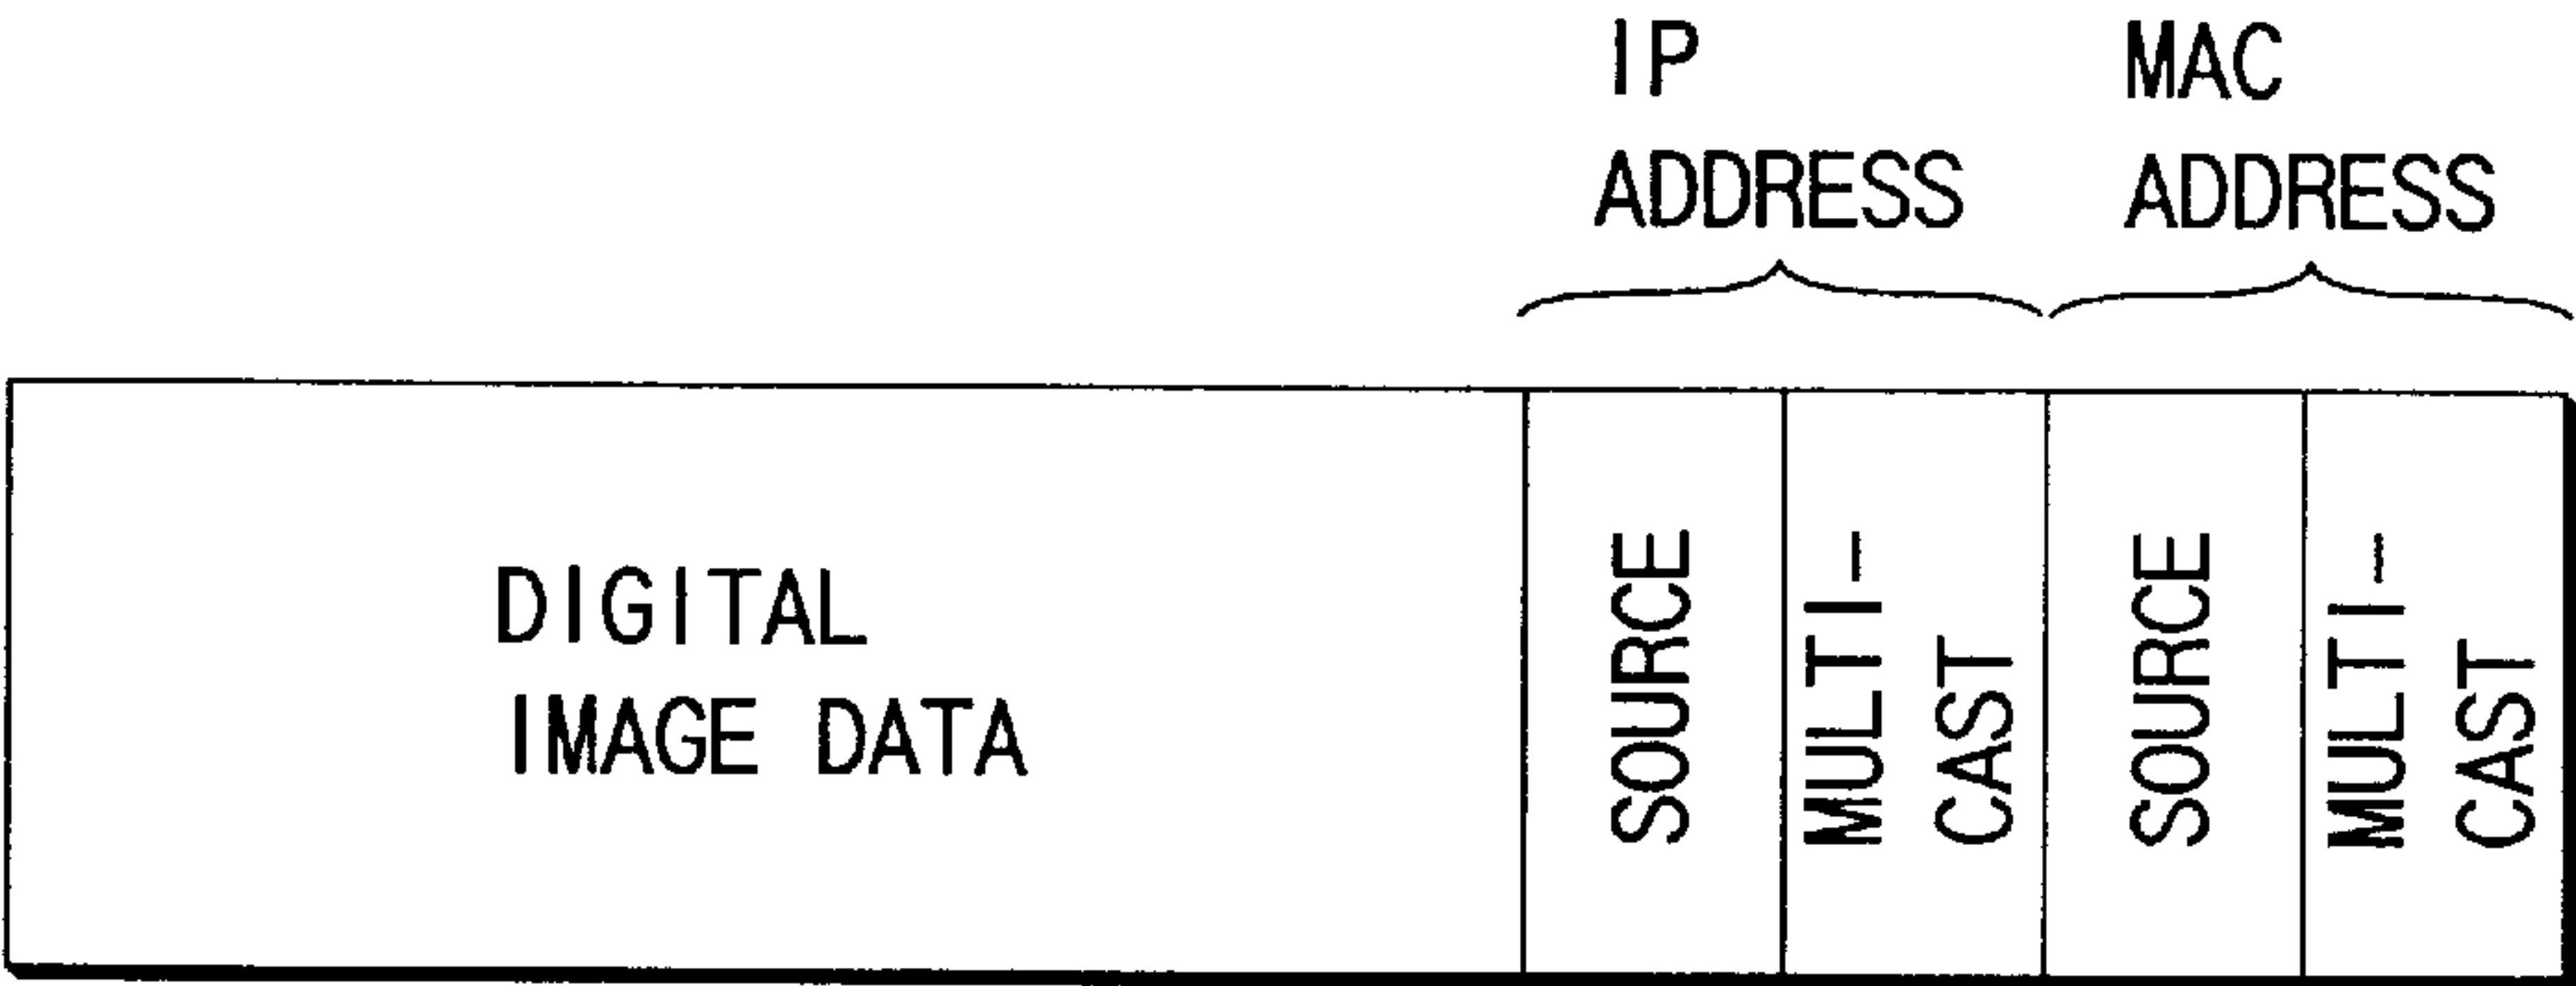 IP
ADDRESS
MAC
ADDRESS
DIGITAL
IMAGE DATA
SOURCE
MULTI-
CAST
SOURCE
MULTI-
CAST